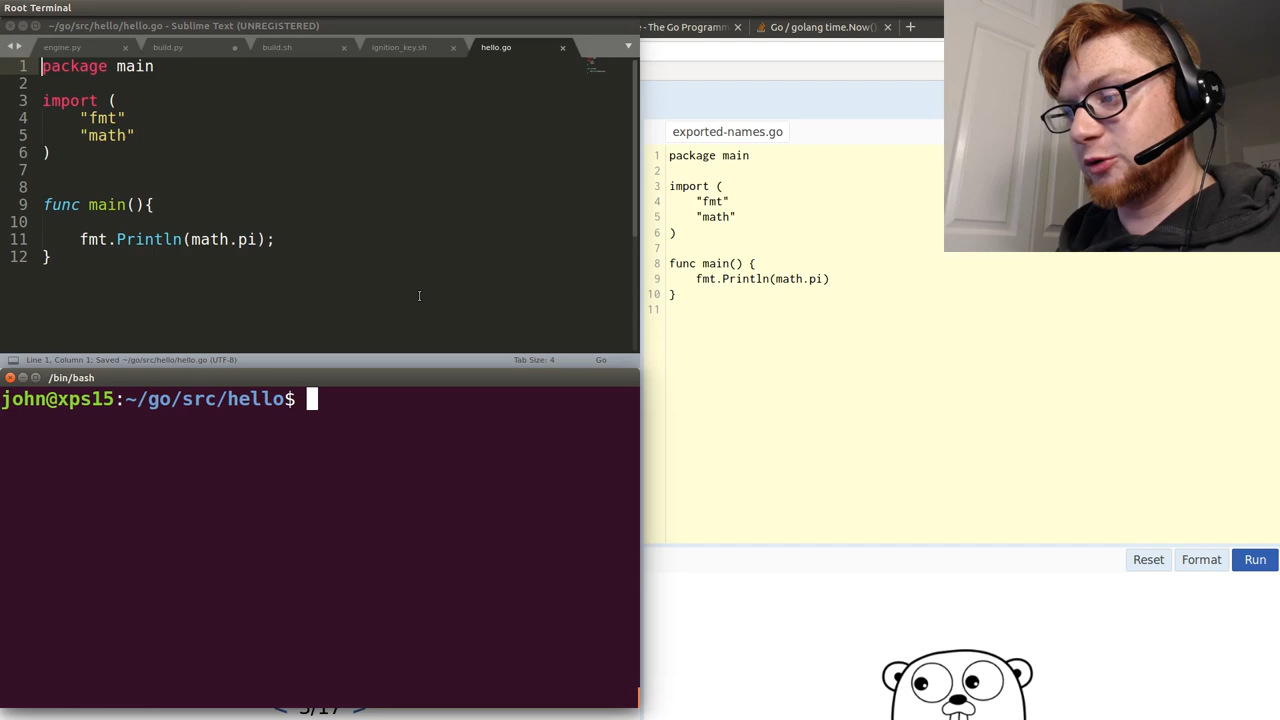 Root Terminal
~/go/src/hello/hello.go - Sublime Text (UNREGISTERED)
engine.py
build.py
build.sh
ignition_key.sh
hello.go
1 package main
2
3 import (
4 "fmt"
5 "math"
6 )
7
8
9 func main(){
10
11 fmt.Println(math.pi);
12 }
Line 1, Column 1; Saved ~/go/src/hello/hello.go (UTF-8)
Tab Size: 4
Go
/bin/bash
john@xps15:~/go/src/hello$
- The Go Programm
Go / golang time.Now()
exported-names.go
1 package main
2
3 import (
4 "fmt"
5 "math"
6 )
7
8 func main() {
9 fmt.Println(math.pi)
10 }
11
Reset
Format
Run
< 3/17 >